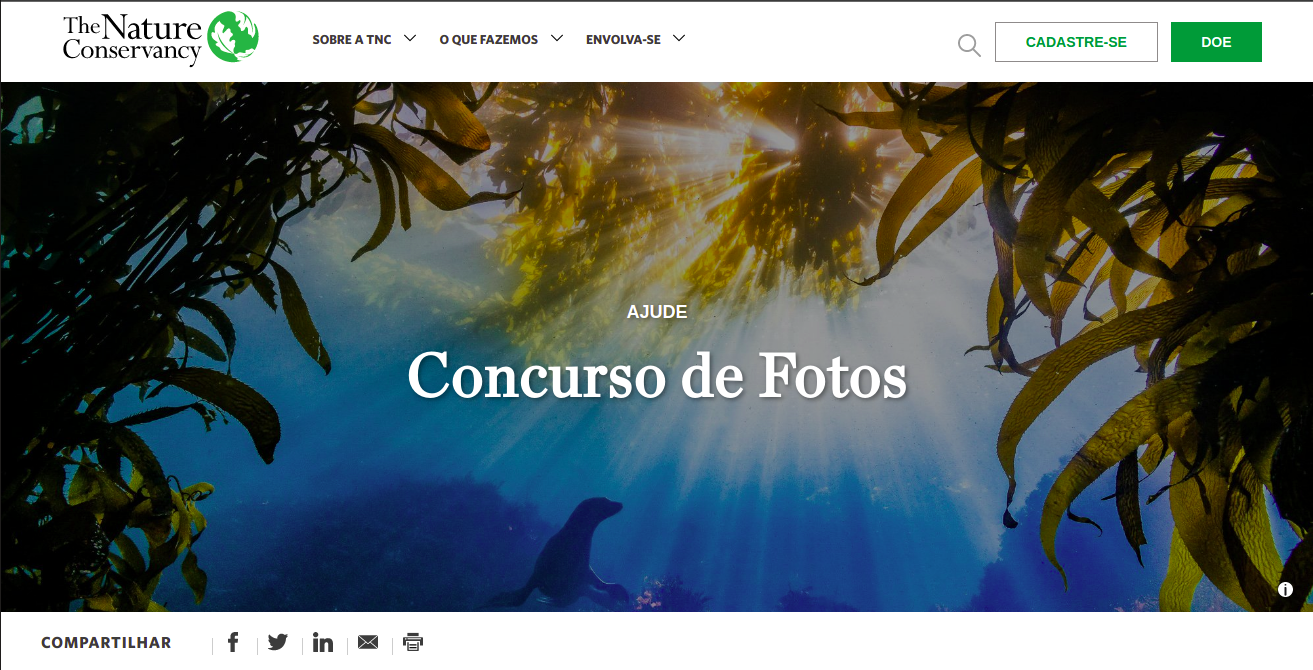 The Nature
Conservancy
SOBRE A TNC
O QUE FAZEMOS
ENVOLVA-SE
CADASTRE-SE
DOE
AJUDE
Concurso de Fotos
COMPARTILHAR